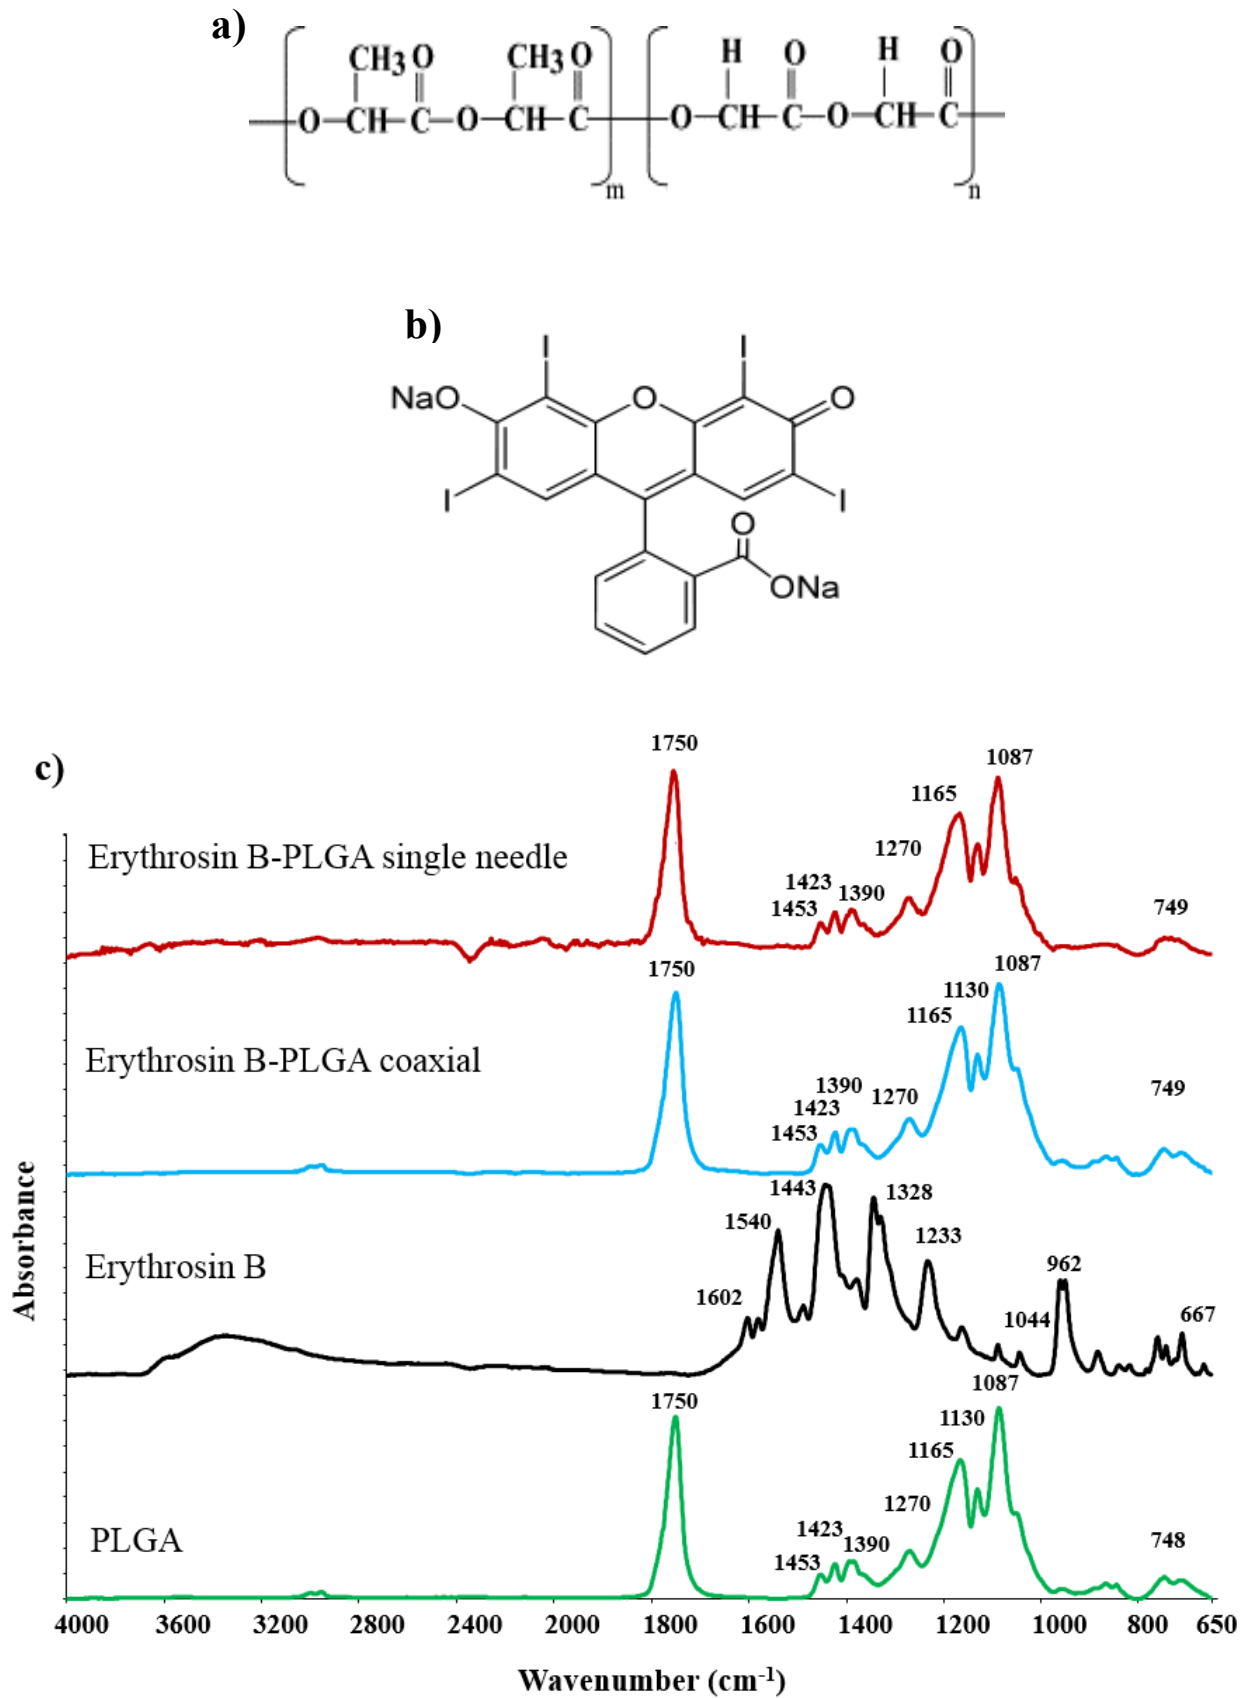 a)
CH3 O CH3 O H O H O
O—CH—C—O—CH—C—O—CH—C—O—CH—C
m n
b)
I I
NaO O O
I I
O
ONa
c)
1750
1087
1165
Erythrosin B-PLGA single needle
1270
1423
1390
1453
749
1750
1087
1130
1165
Erythrosin B-PLGA coaxial
1390
1270
749
1423
1453
1443
1328
1540
1233
Erythrosin B
962
1602
1044
667
1087
1750
1130
1165
1270
1423
1390
748
PLGA
1453
Absorbance
4000 3600 3200 2800 2400 2000 1800 1600 1400 1200 1000 800 650
Wavenumber (cm-1)